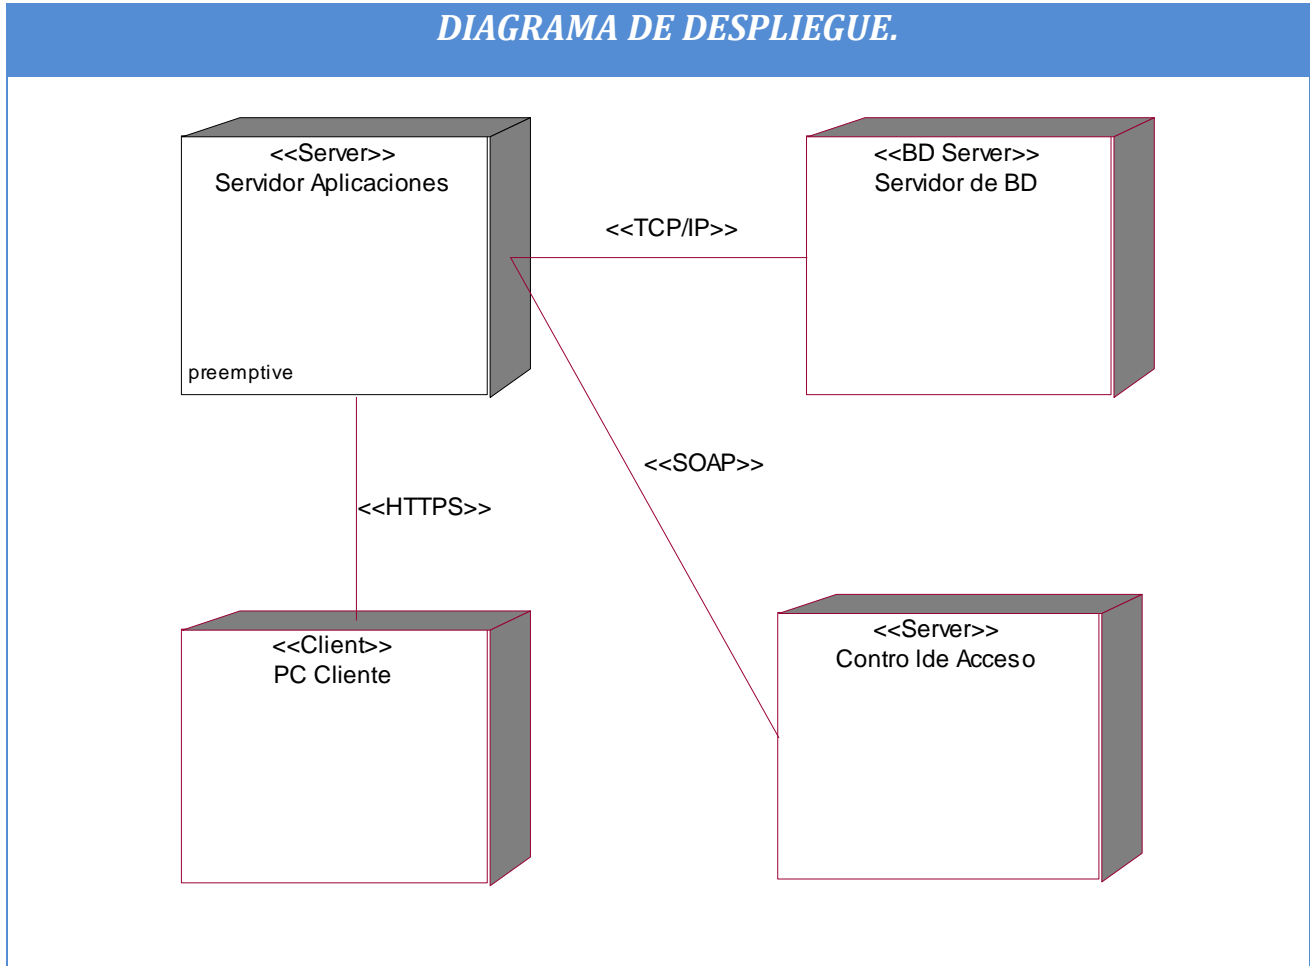 DIAGRAMA DE DESPLIEGUE.
<<Server>>
Servidor Aplicaciones
preemptive
<<BD Server>>
Servidor de BD
<<TCP/IP>>
<<SOAP>>
<<HTTPS>>
<<Client>>
PC Cliente
<<Server>>
Contro lde Acceso